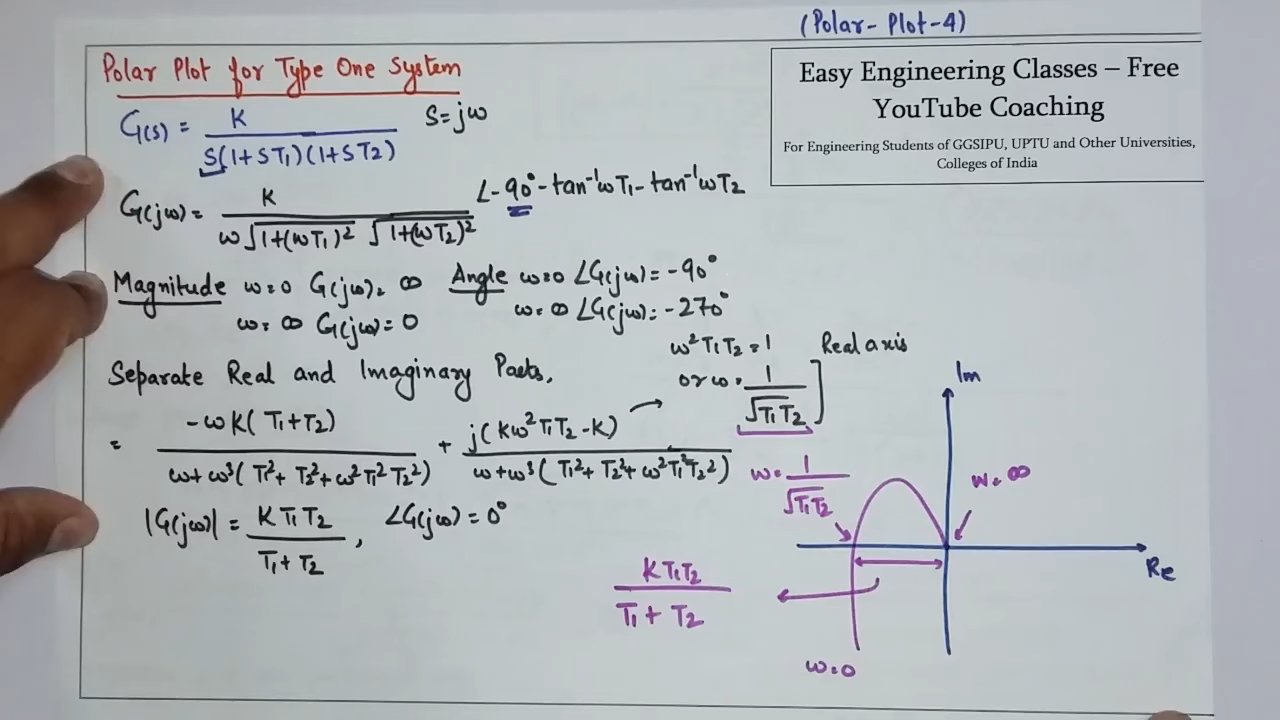 (Polar-Plot-4)
Polar Plot for Type One System
Easy Engineering Classes – Free
YouTube Coaching
For Engineering Students of GGSIPU, UPTU and Other Universities,
Colleges of India
G(s) = K / S(1+ST₁)(1+ST₂)   S=jω
G(jω) = K / ω√1+(ωT₁)² √1+(ωT₂)²   ∠-90°-tan⁻¹ωT₁-tan⁻¹ωT₂
Magnitude ω=0 G(jω)= ∞   Angle ω=0 ∠G(jω)= -90°
ω=∞ G(jω)=0   ω=∞ ∠G(jω)= -270°
Separate Real and Imaginary Parts,
ω²T₁T₂=1   Real axis
or ω= 1/√T₁T₂
= -ωK(T₁+T₂) / ω+ω³(T₁²+T₂²+ω²T₁²T₂²) + j(Kω²T₁T₂-K) / ω+ω³(T₁²+T₂²+ω²T₁²T₂²)
|G(jω)| = KT₁T₂ / T₁+T₂ , ∠G(jω)=0°
Im
ω= 1/√T₁T₂
ω=∞
Re
KT₁T₂ / T₁+T₂
ω=0